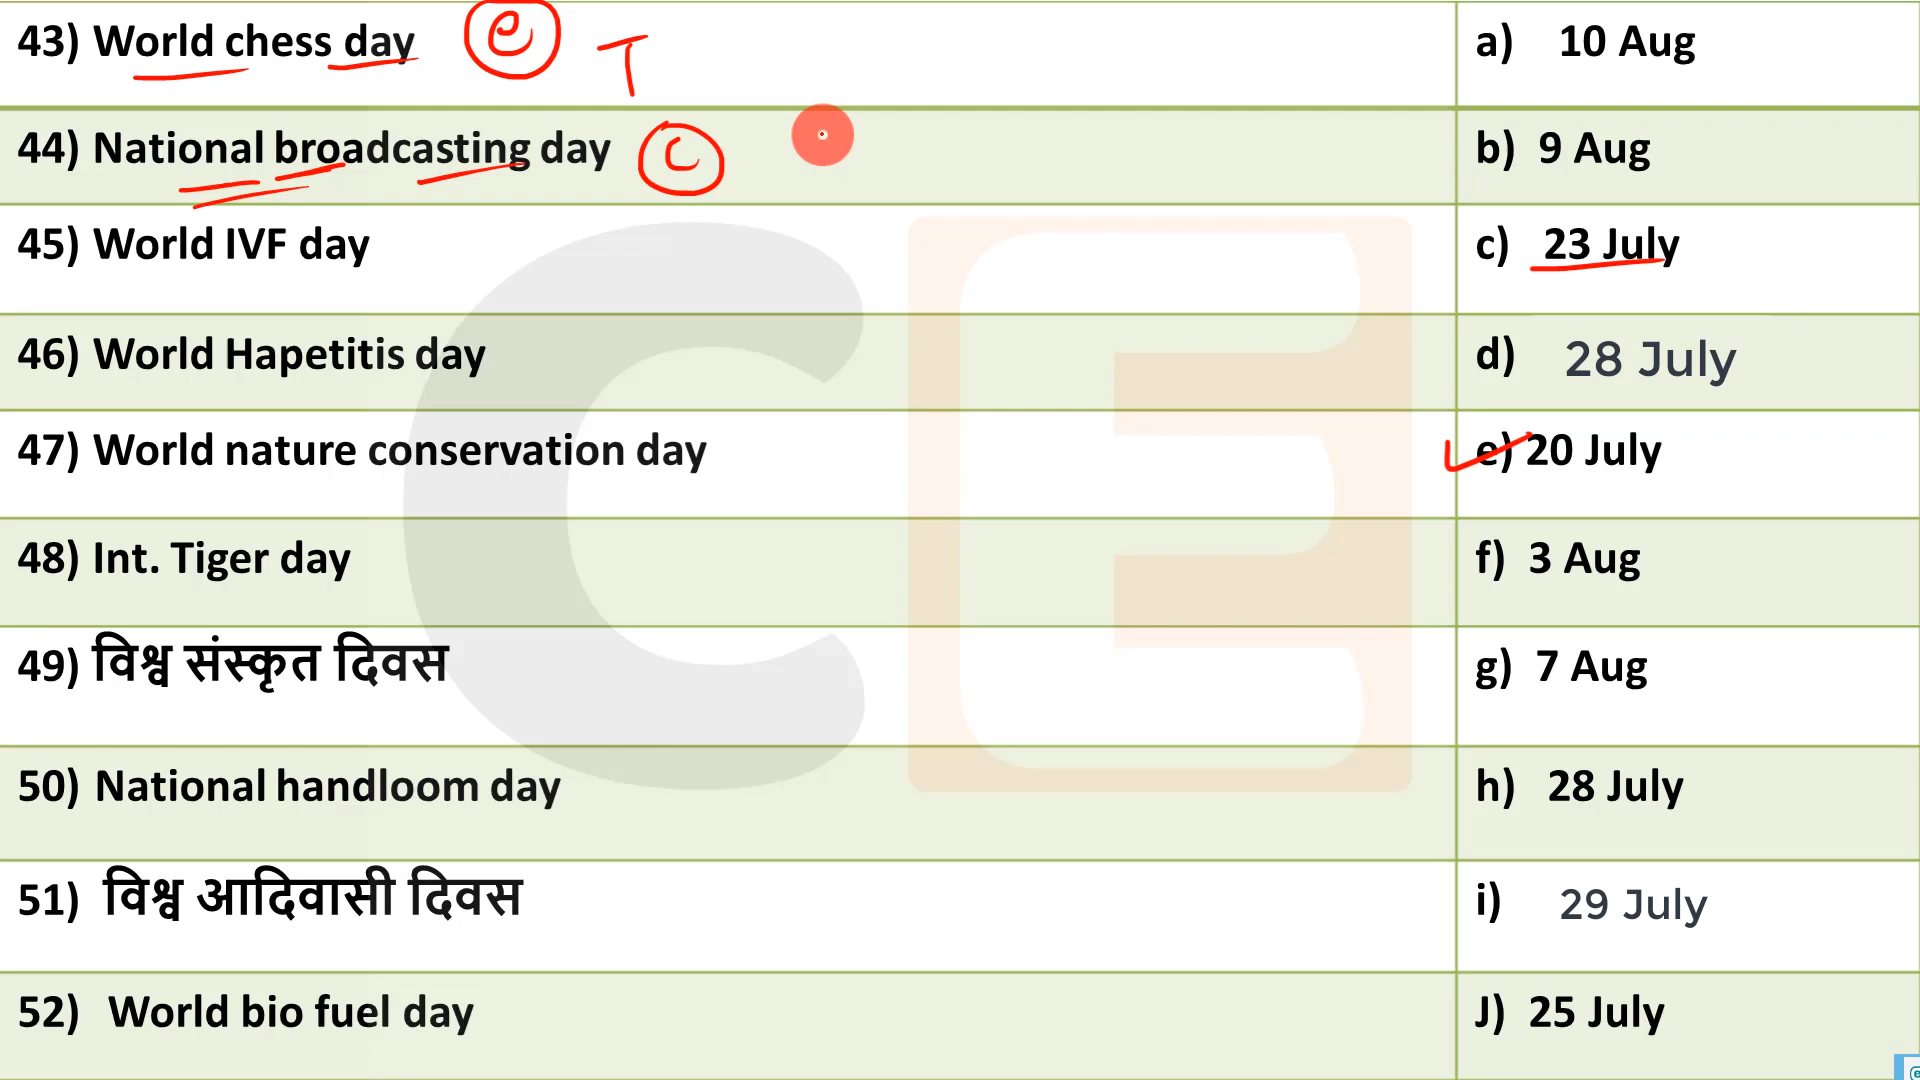 43) World chess day e T a) 10 Aug
44) National broadcasting day c b) 9 Aug
45) World IVF day c) 23 July
46) World Hapetitis day d) 28 July
47) World nature conservation day e) 20 July
48) Int. Tiger day f) 3 Aug
49) विश्व संस्कृत दिवस g) 7 Aug
50) National handloom day h) 28 July
51) विश्व आदिवासी दिवस i) 29 July
52) World bio fuel day J) 25 July
CE